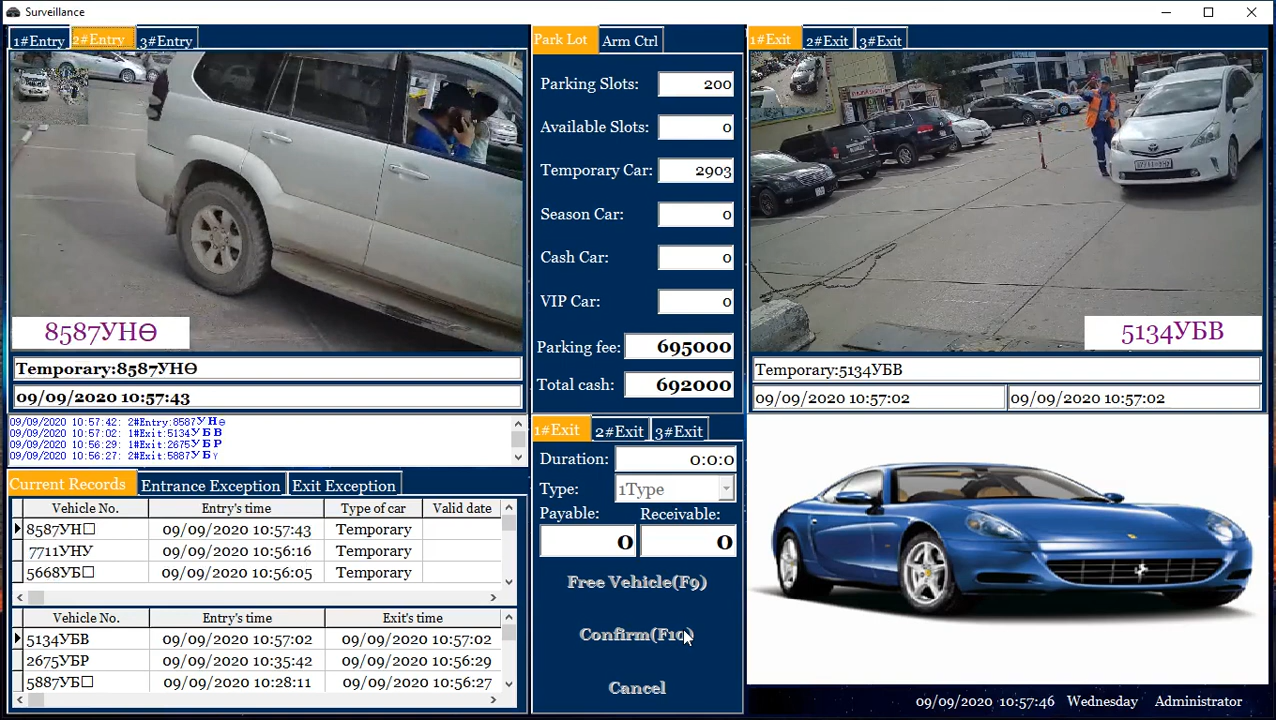 Surveillance
1#Entry 2#Entry 3#Entry
8587УНӨ
Temporary:8587УНӨ
09/09/2020 10:57:43
09/09/2020 10:57:42: 2#Entry:8587УНӨ
09/09/2020 10:57:02: 1#Exit:5134УБВ
09/09/2020 10:56:29: 1#Exit:2675УБР
09/09/2020 10:56:27: 1#Exit:5887УБҮ
Current Records Entrance Exception Exit Exception
Vehicle No. Entry's time Type of car Valid date
8587УН□ 09/09/2020 10:57:43 Temporary
7711УНУ 09/09/2020 10:56:16 Temporary
5668УБ□ 09/09/2020 10:56:05 Temporary
Vehicle No. Entry's time Exit's time
5134УБВ 09/09/2020 10:57:02 09/09/2020 10:57:02
2675УБР 09/09/2020 10:35:42 09/09/2020 10:56:29
5887УБ□ 09/09/2020 10:28:11 09/09/2020 10:56:27
Park Lot Arm Ctrl
Parking Slots: 200
Available Slots: 0
Temporary Car: 2903
Season Car: 0
Cash Car: 0
VIP Car: 0
Parking fee: 695000
Total cash: 692000
1#Exit 2#Exit 3#Exit
Duration: 0:0:0
Type: 1Type
Payable: Receivable:
0 0
Free Vehicle(F9)
Confirm(F10)
Cancel
1#Exit 2#Exit 3#Exit
5134УБВ
Temporary:5134УБВ
09/09/2020 10:57:02 09/09/2020 10:57:02
09/09/2020 10:57:46 Wednesday Administrator